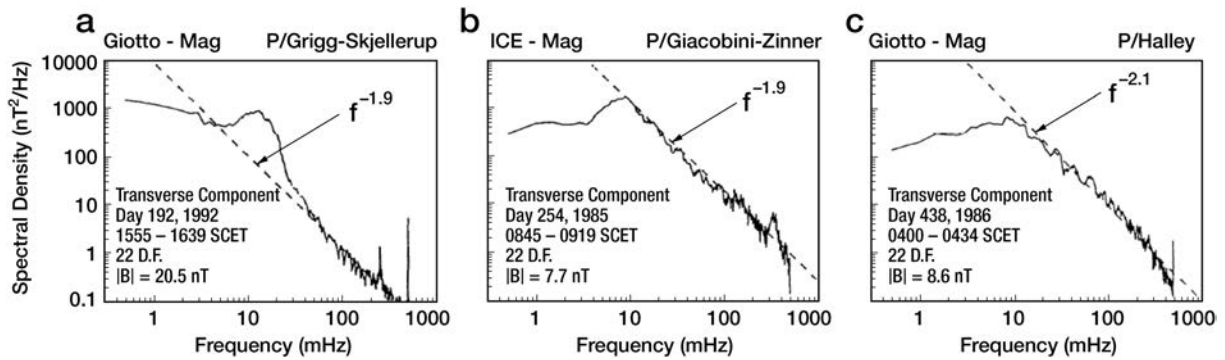 a
Giotto - Mag P/Grigg-Skjellerup
Spectral Density (nT²/Hz)
10000
1000
100
10
1
0.1
f⁻¹·⁹
Transverse Component
Day 192, 1992
1555 – 1639 SCET
22 D.F.
|B| = 20.5 nT
1 10 100 1000
Frequency (mHz)
b
ICE - Mag P/Giacobini-Zinner
f⁻¹·⁹
Transverse Component
Day 254, 1985
0845 – 0919 SCET
22 D.F.
|B| = 7.7 nT
1 10 100 1000
Frequency (mHz)
c
Giotto - Mag P/Halley
f⁻²·¹
Transverse Component
Day 438, 1986
0400 – 0434 SCET
22 D.F.
|B| = 8.6 nT
1 10 100 1000
Frequency (mHz)